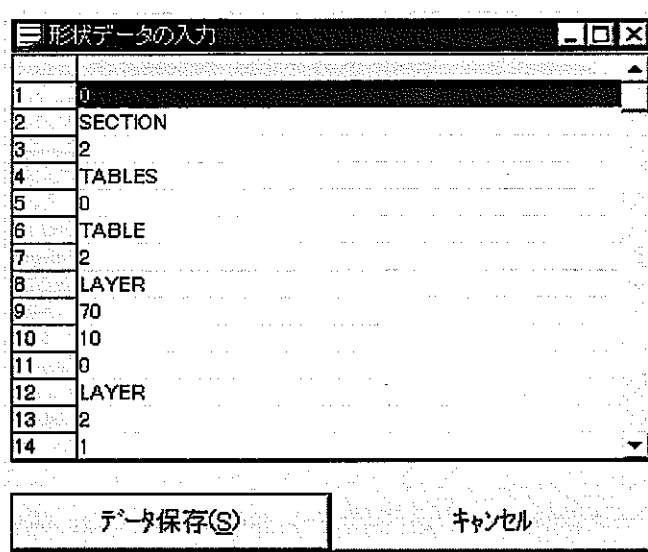 形状データの入力
1 0
2 SECTION
3 2
4 TABLES
5 0
6 TABLE
7 2
8 LAYER
9 70
10 10
11 0
12 LAYER
13 2
14 1
データ保存(S) キャンセル